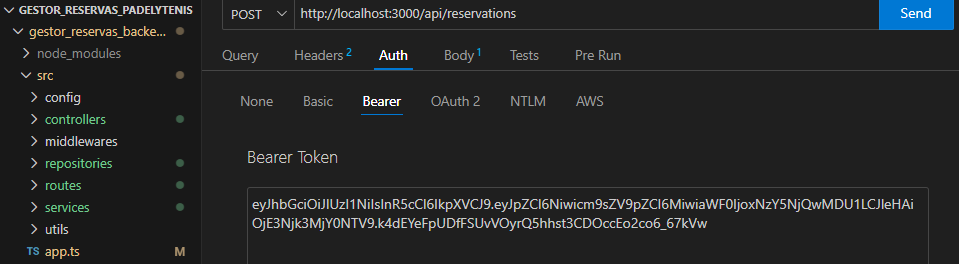 GESTOR_RESERVAS_PADELYTENIS
gestor_reservas_backe...
node_modules
src
config
controllers
middlewares
repositories
routes
services
utils
TS app.ts M
POST http://localhost:3000/api/reservations Send
Query Headers 2 Auth Body 1 Tests Pre Run
None Basic Bearer OAuth 2 NTLM AWS
Bearer Token
eyJhbGciOiJIUzI1NiIsInR5cCI6IkpXVCJ9.eyJpZCI6Niwicm9sZV9pZCI6MiwiaWF0IjoxNzY5NjQwMDU1LCJleHAi
OjE3Njk3MjY0NTV9.k4dEYeFpUDfFSUvVOyrQ5hhst3CDOccEo2co6_67kVw